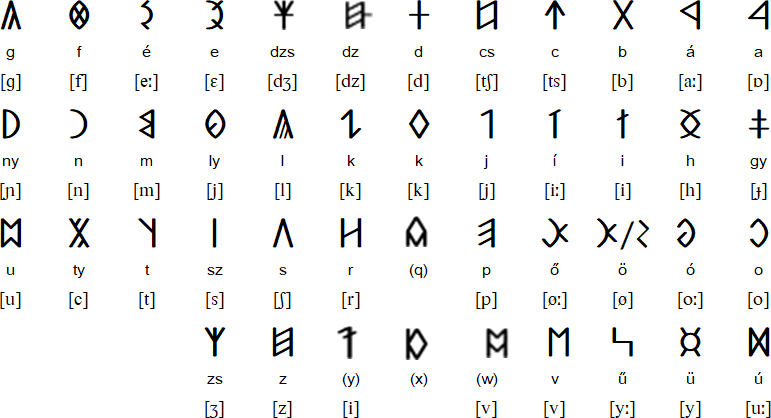 𐲀 𐲁 𐲂 𐲄 𐲆 𐲇 𐲉 𐲋 𐲌 𐲍
g f é e dzs dz d cs c b á a
[ɡ] [f] [eː] [ɛ] [dʒ] [dz] [d] [tʃ] [ts] [b] [aː] [ɒ]
𐲎 𐲏 𐲐 𐲑 𐲒 𐲔 𐲓 𐲖 𐲗 𐲘 𐲙 𐲚
ny n m ly l k k j í i h gy
[ɲ] [n] [m] [j] [l] [k] [k] [j] [iː] [i] [h] [ɟ]
𐲛 𐲜 𐲞/𐲝 𐲟 𐲠 𐲢 𐲤 𐲥 𐲦 𐲨 𐲪
u ty t sz s r (q) p ő ö ó o
[u] [c] [t] [s] [ʃ] [r] [p] [øː] [ø] [oː] [o]
𐲫 𐲭 𐲬 𐲮 𐲯 𐲰
zs z (y) (x) (w) v ű ü ú
[ʒ] [z] [i] [v] [v] [yː] [y] [uː]